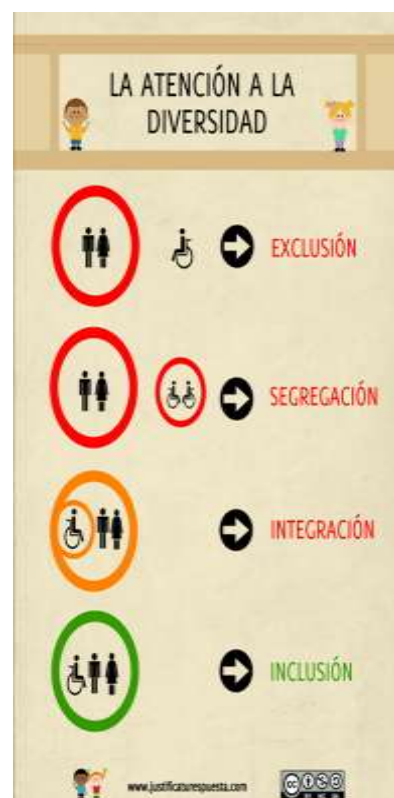 LA ATENCIÓN A LA
DIVERSIDAD
EXCLUSIÓN
SEGREGACIÓN
INTEGRACIÓN
INCLUSIÓN
www.justificaturespuesta.com